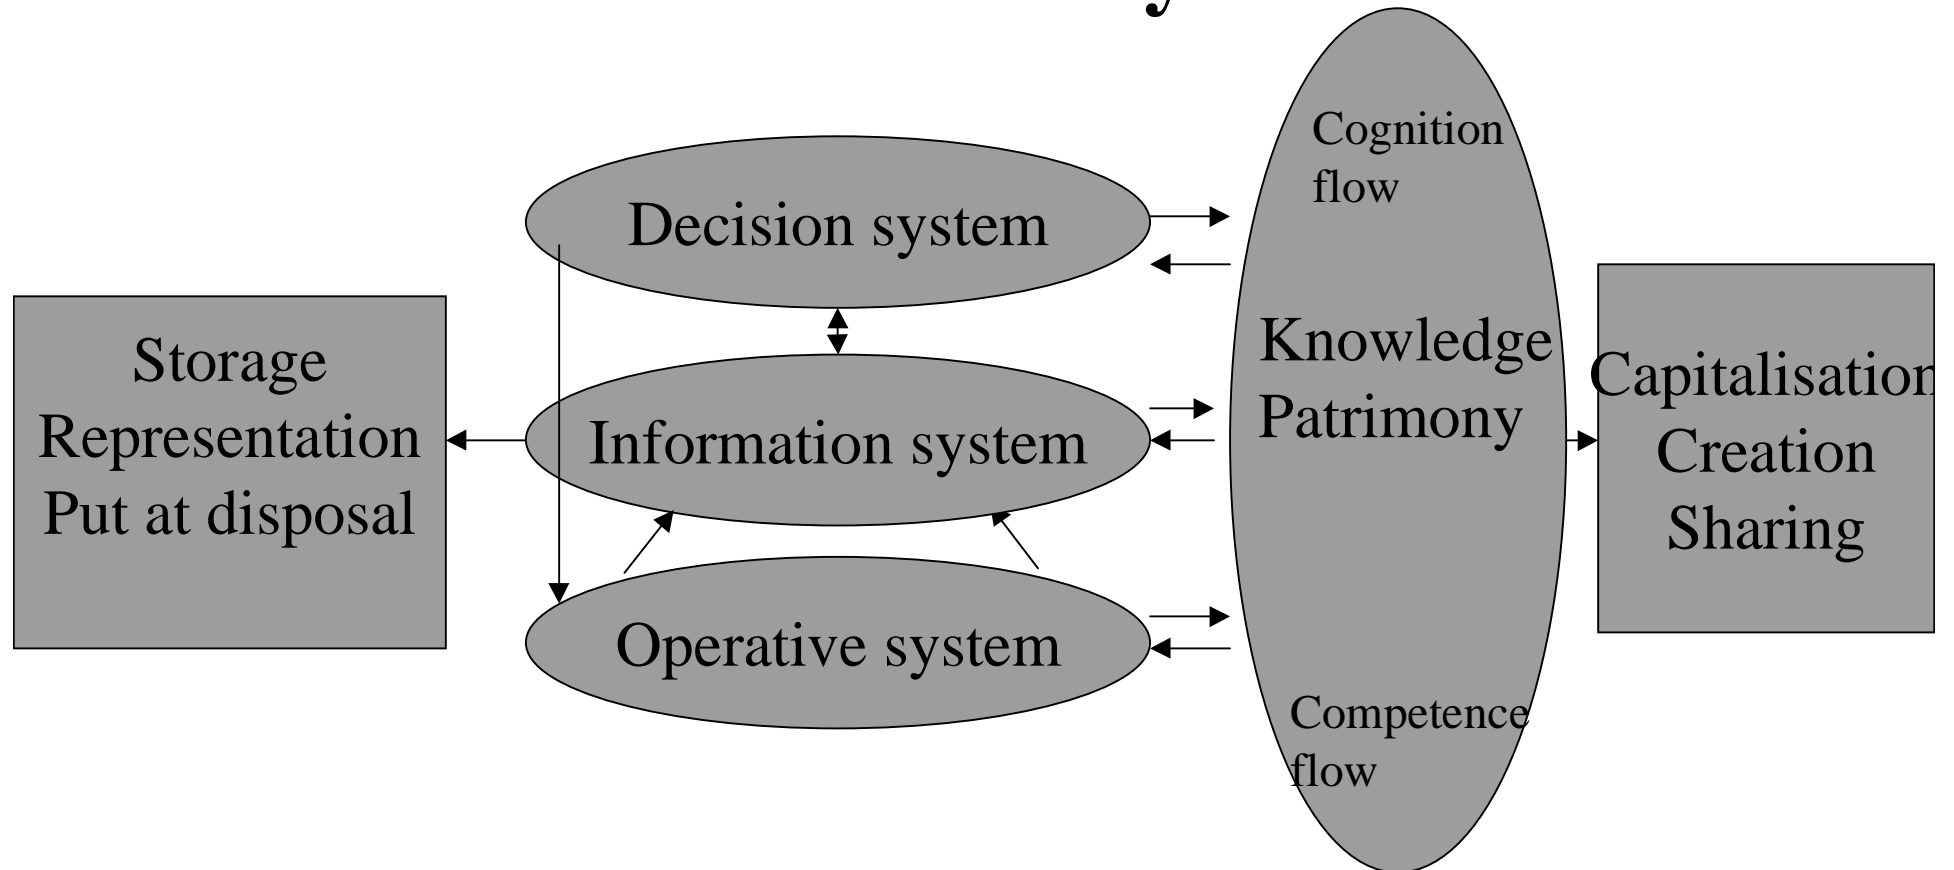 Cognition
flow
Decision system
Knowledge
Patrimony
Storage
Representation
Put at disposal
Information system
Capitalisation
Creation
Sharing
Operative system
Competence
flow